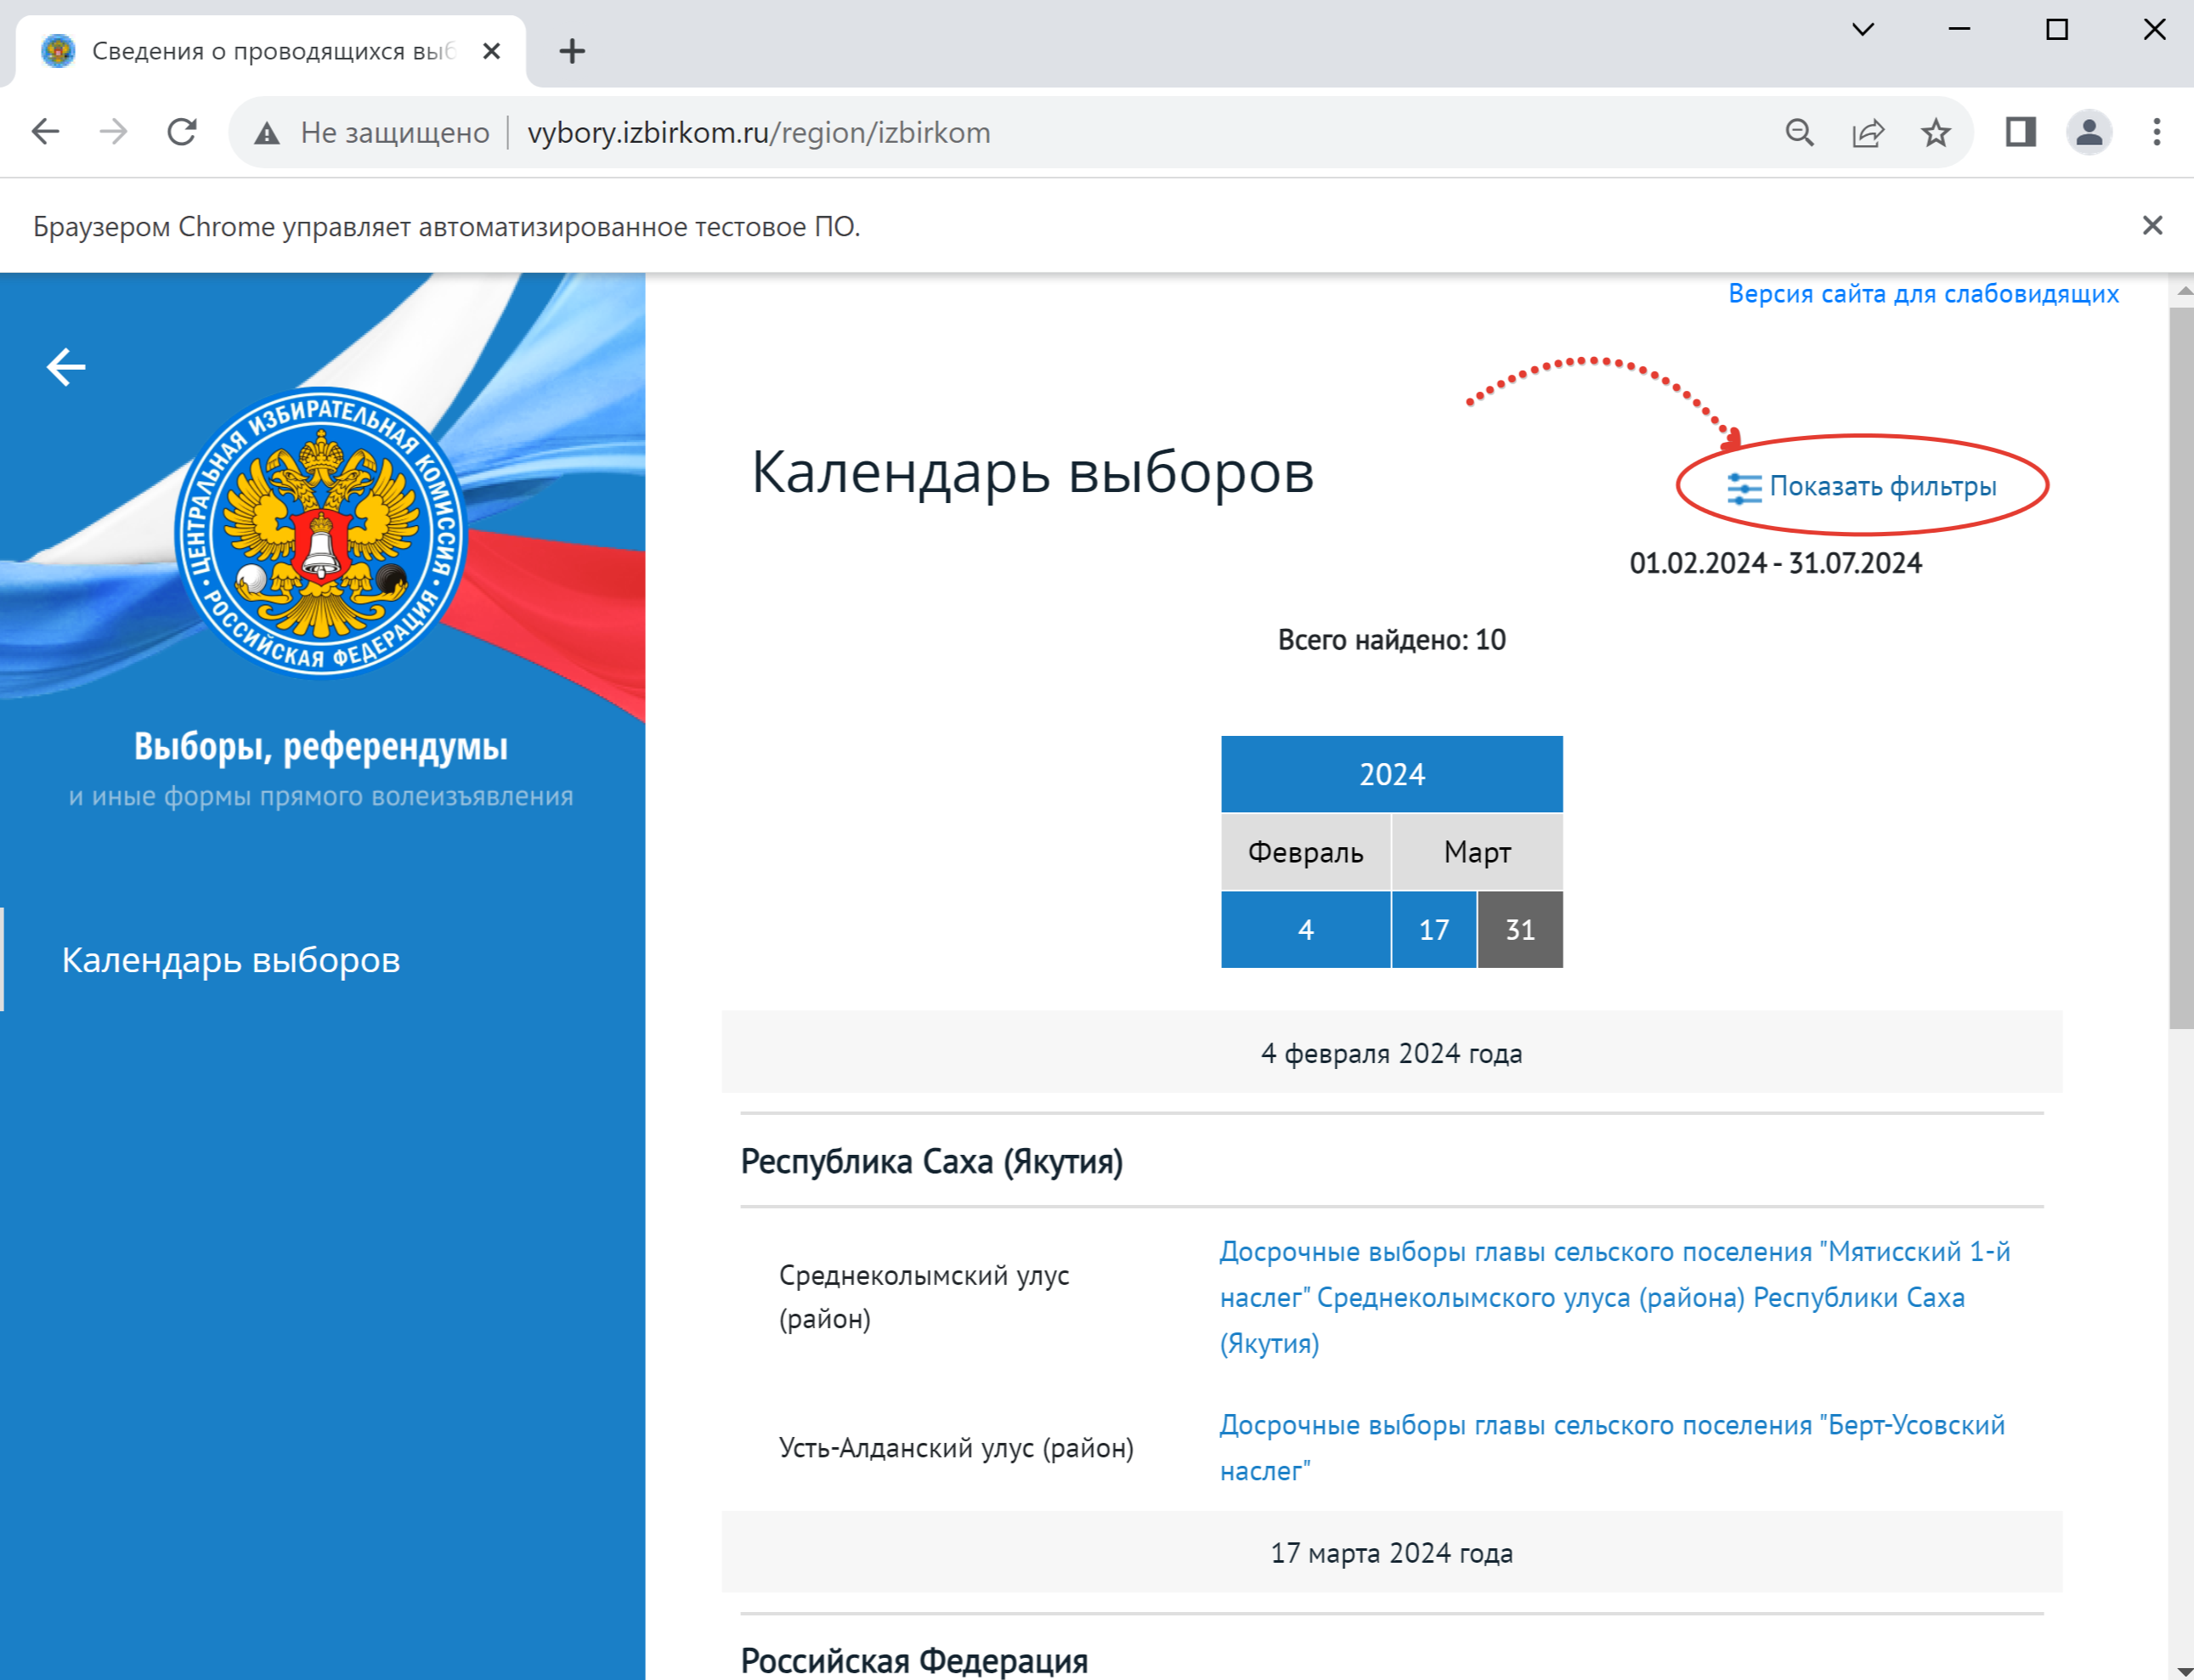 Сведения о проводящихся выб
Не защищено
vybory.izbirkom.ru/region/izbirkom
Браузером Chrome управляет автоматизированное тестовое ПО.
Версия сайта для слабовидящих
ЦЕНТРАЛЬНАЯ ИЗБИРАТЕЛЬНАЯ КОМИССИЯ
РОССИЙСКАЯ ФЕДЕРАЦИЯ
Выборы, референдумы
и иные формы прямого волеизъявления
Календарь выборов
Календарь выборов
Показать фильтры
01.02.2024 - 31.07.2024
Всего найдено: 10
2024
Февраль Март
4 17 31
4 февраля 2024 года
Республика Саха (Якутия)
Среднеколымский улус
(район)
Досрочные выборы главы сельского поселения "Мятисский 1-й
наслег" Среднеколымского улуса (района) Республики Саха
(Якутия)
Усть-Алданский улус (район)
Досрочные выборы главы сельского поселения "Берт-Усовский
наслег"
17 марта 2024 года
Российская Федерация